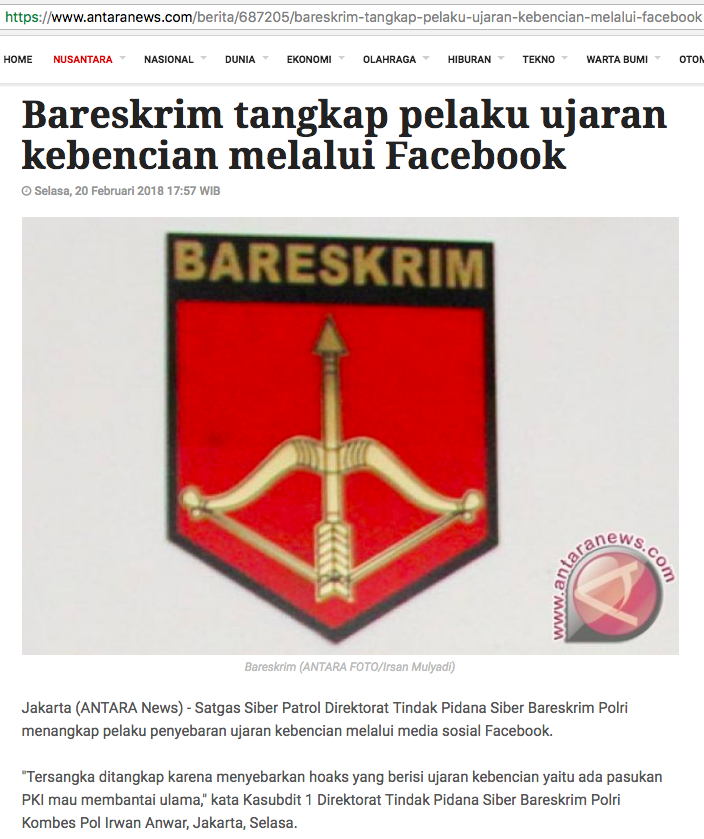 https://www.antaranews.com/berita/687205/bareskrim-tangkap-pelaku-ujaran-kebencian-melalui-facebook
HOME NUSANTARA NASIONAL DUNIA EKONOMI OLAHRAGA HIBURAN TEKNO WARTA BUMI OTOM
Bareskrim tangkap pelaku ujaran
kebencian melalui Facebook
Selasa, 20 Februari 2018 17:57 WIB
BARESKRIM
www.antaranews.com
Bareskrim (ANTARA FOTO/Irsan Mulyadi)
Jakarta (ANTARA News) - Satgas Siber Patrol Direktorat Tindak Pidana Siber Bareskrim Polri
menangkap pelaku penyebaran ujaran kebencian melalui media sosial Facebook.
"Tersangka ditangkap karena menyebarkan hoaks yang berisi ujaran kebencian yaitu ada pasukan
PKI mau membantai ulama," kata Kasubdit 1 Direktorat Tindak Pidana Siber Bareskrim Polri
Kombes Pol Irwan Anwar, Jakarta, Selasa.